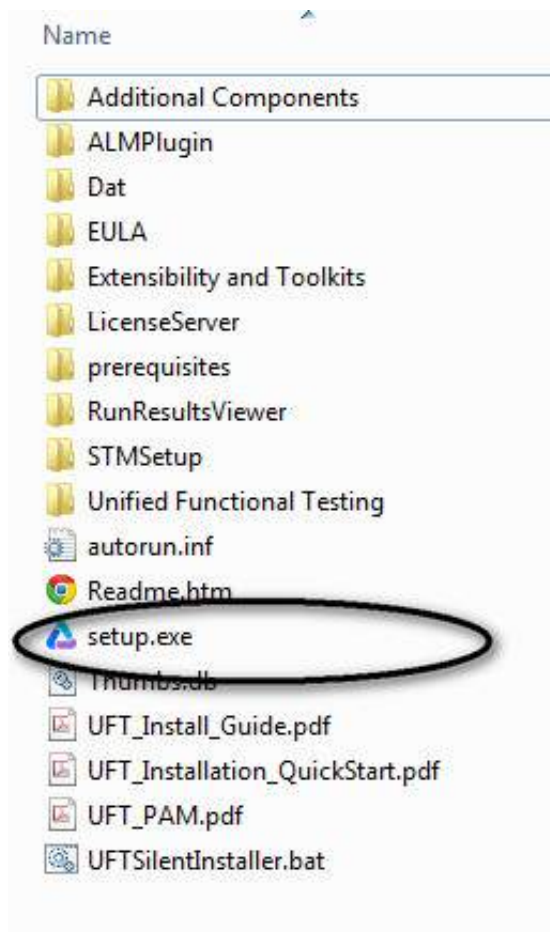 Name
Additional Components
ALMPlugin
Dat
EULA
Extensibility and Toolkits
LicenseServer
prerequisites
RunResultsViewer
STMSetup
Unified Functional Testing
autorun.inf
Readme.htm
setup.exe
Thumbs.db
UFT_Install_Guide.pdf
UFT_Installation_QuickStart.pdf
UFT_PAM.pdf
UFTSilentInstaller.bat